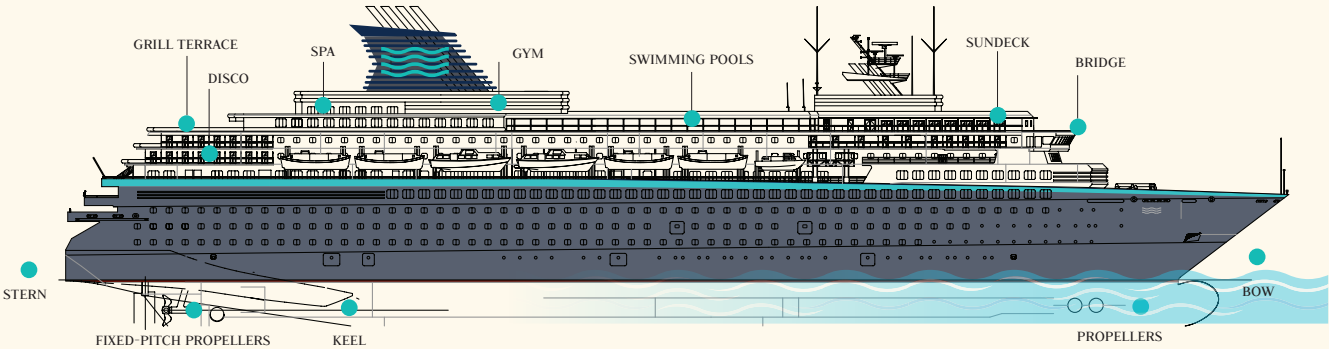 GRILL TERRACE
DISCO
SPA
GYM
SWIMMING POOLS
SUNDECK
BRIDGE
STERN
FIXED-PITCH PROPELLERS
KEEL
PROPELLERS
BOW